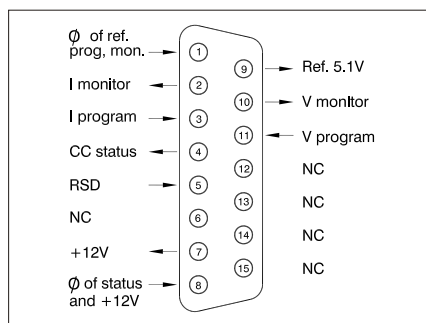 ϕ of ref.
prog, mon.
I monitor
I program
CC status
RSD
NC
+12V
ϕ of status
and +12V
1
2
3
4
5
6
7
8
9
10
11
12
13
14
15
Ref. 5.1V
V monitor
V program
NC
NC
NC
NC